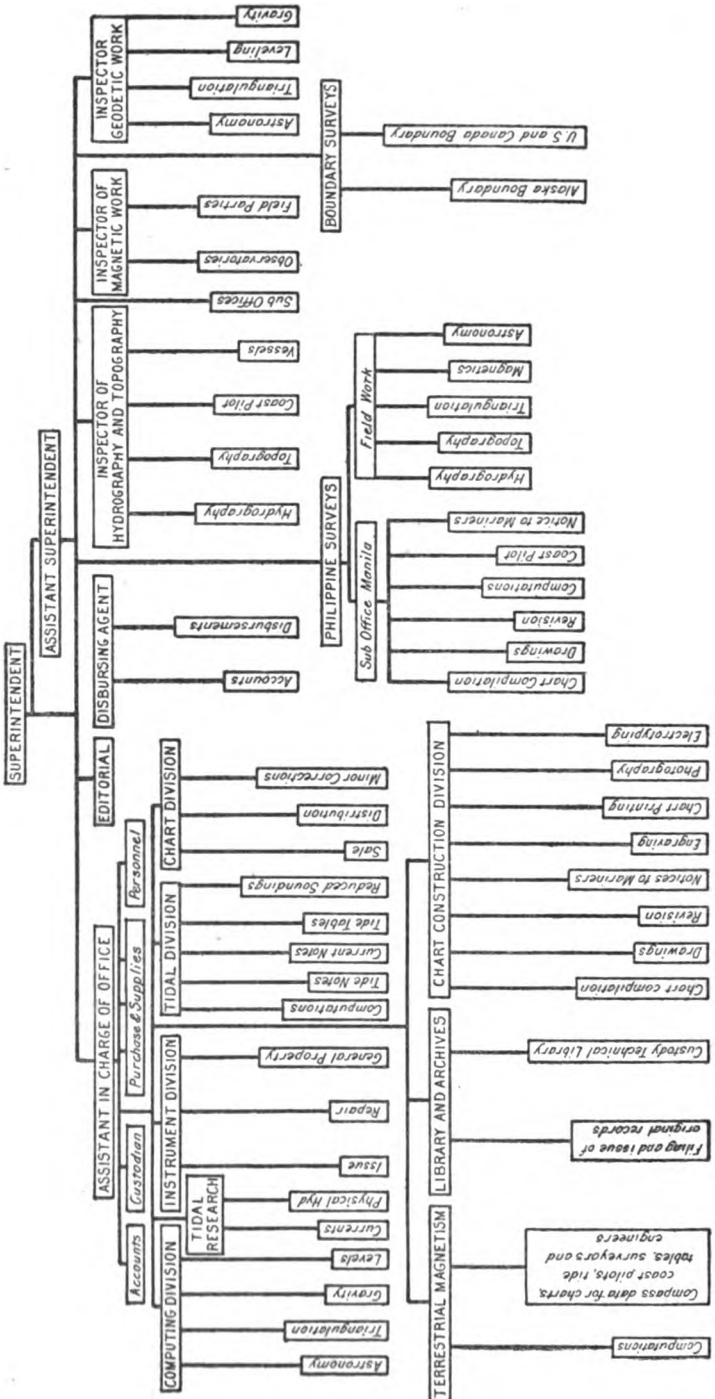 SUPERINTENDENT
ASSISTANT SUPERINTENDENT
ASSISTANT IN CHARGE OF OFFICE
EDITORIAL
DISBURSING AGENT
INSPECTOR OF
HYDROGRAPHY AND TOPOGRAPHY
INSPECTOR OF
MAGNETIC WORK
INSPECTOR
GEODETIC WORK
Accounts
Custodian
Purchase & Supplies
Personnel
Accounts
Disbursements
Hydrography
Topography
Coast Pilot
Vessels
Sub Offices
Observatories
Field Parties
Astronomy
Triangulation
Leveling
Gravity
COMPUTING DIVISION
Astronomy
Triangulation
Gravity
Levels
TIDAL
RESEARCH
Currents
Physical Hyd
INSTRUMENT DIVISION
Issue
Repair
General Property
TIDAL DIVISION
Computations
Tide Notes
Current Notes
Tide Tables
Reduced Soundings
CHART DIVISION
Sale
Distribution
Minor Corrections
PHILIPPINE SURVEYS
Sub Office Manila
Chart Compilation
Drawings
Revision
Computations
Coast Pilot
Notice to Mariners
Field Work
Hydrography
Topography
Triangulation
Magnetics
Astronomy
BOUNDARY SURVEYS
Alaska Boundary
U.S and Canada Boundary
TERRESTRIAL MAGNETISM
Computations
Compass data for charts,
coast pilots, tide
tables, surveyors and
engineers
LIBRARY AND ARCHIVES
Filing and issue of
original records
Custody Technical Library
CHART CONSTRUCTION DIVISION
Chart compilation
Drawings
Revision
Notices to Mariners
Engraving
Chart Printing
Photography
Electrotyping